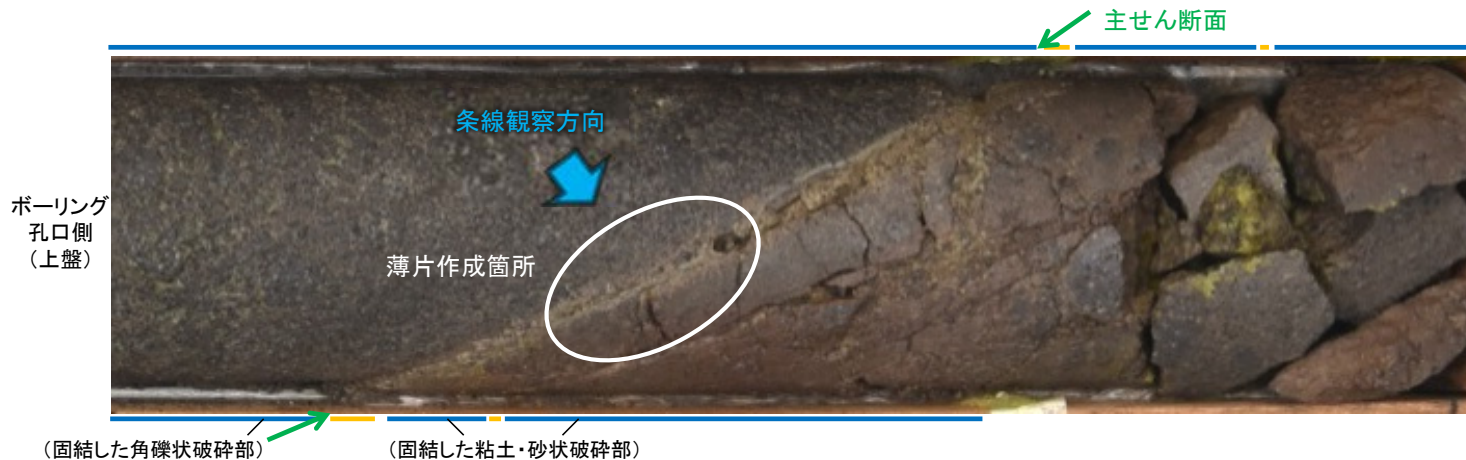 主せん断面
条線観察方向
ボーリング
孔口側
（上盤）
薄片作成箇所
（固結した角礫状破砕部）
（固結した粘土・砂状破砕部）